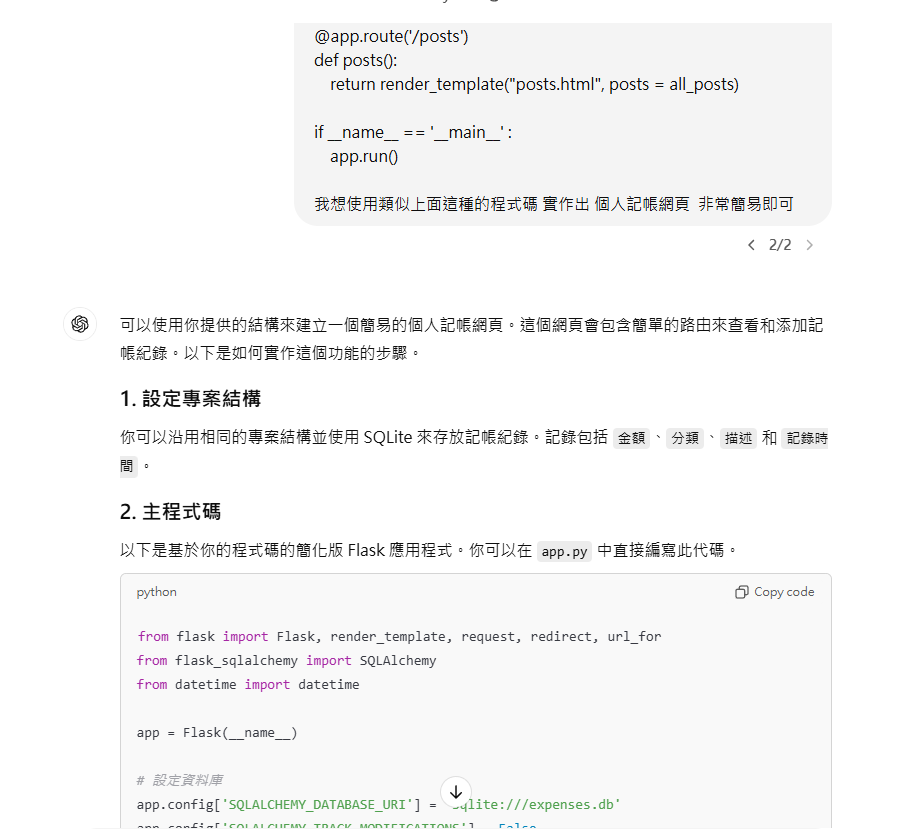 @app.route('/posts')
def posts():
    return render_template("posts.html", posts = all_posts)
if __name__ == '__main__' :
    app.run()
我想使用類似上面這種的程式碼 實作出 個人記帳網頁  非常簡易即可
2/2
可以使用你提供的結構來建立一個簡易的個人記帳網頁。這個網頁會包含簡單的路由來查看和添加記
帳紀錄。以下是如何實作這個功能的步驟。
1. 設定專案結構
你可以沿用相同的專案結構並使用 SQLite 來存放記帳紀錄。記錄包括 金額 、 分類 、 描述 和 記錄時
間 。
2. 主程式碼
以下是基於你的程式碼的簡化版 Flask 應用程式。你可以在 app.py 中直接編寫此代碼。
python
Copy code
from flask import Flask, render_template, request, redirect, url_for
from flask_sqlalchemy import SQLAlchemy
from datetime import datetime
app = Flask(__name__)
# 設定資料庫
app.config['SQLALCHEMY_DATABASE_URI'] = 'sqlite:///expenses.db'
app.config['SQLALCHEMY_TRACK_MODIFICATIONS'] = False